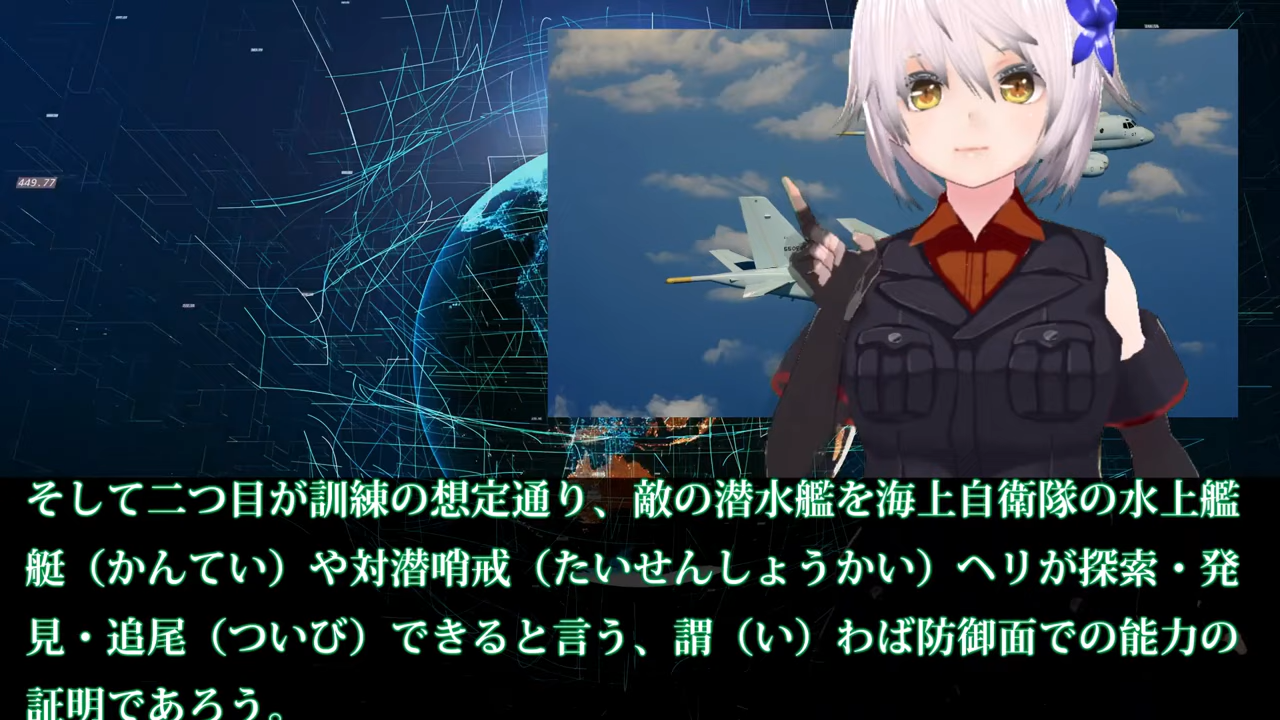 449.77
そして二つ目が訓練の想定通り、敵の潜水艦を海上自衛隊の水上艦
艇（かんてい）や対潜哨戒（たいせんしょうかい）ヘリが探索・発
見・追尾（ついび）できると言う、謂（い）わば防御面での能力の
証明であろう。